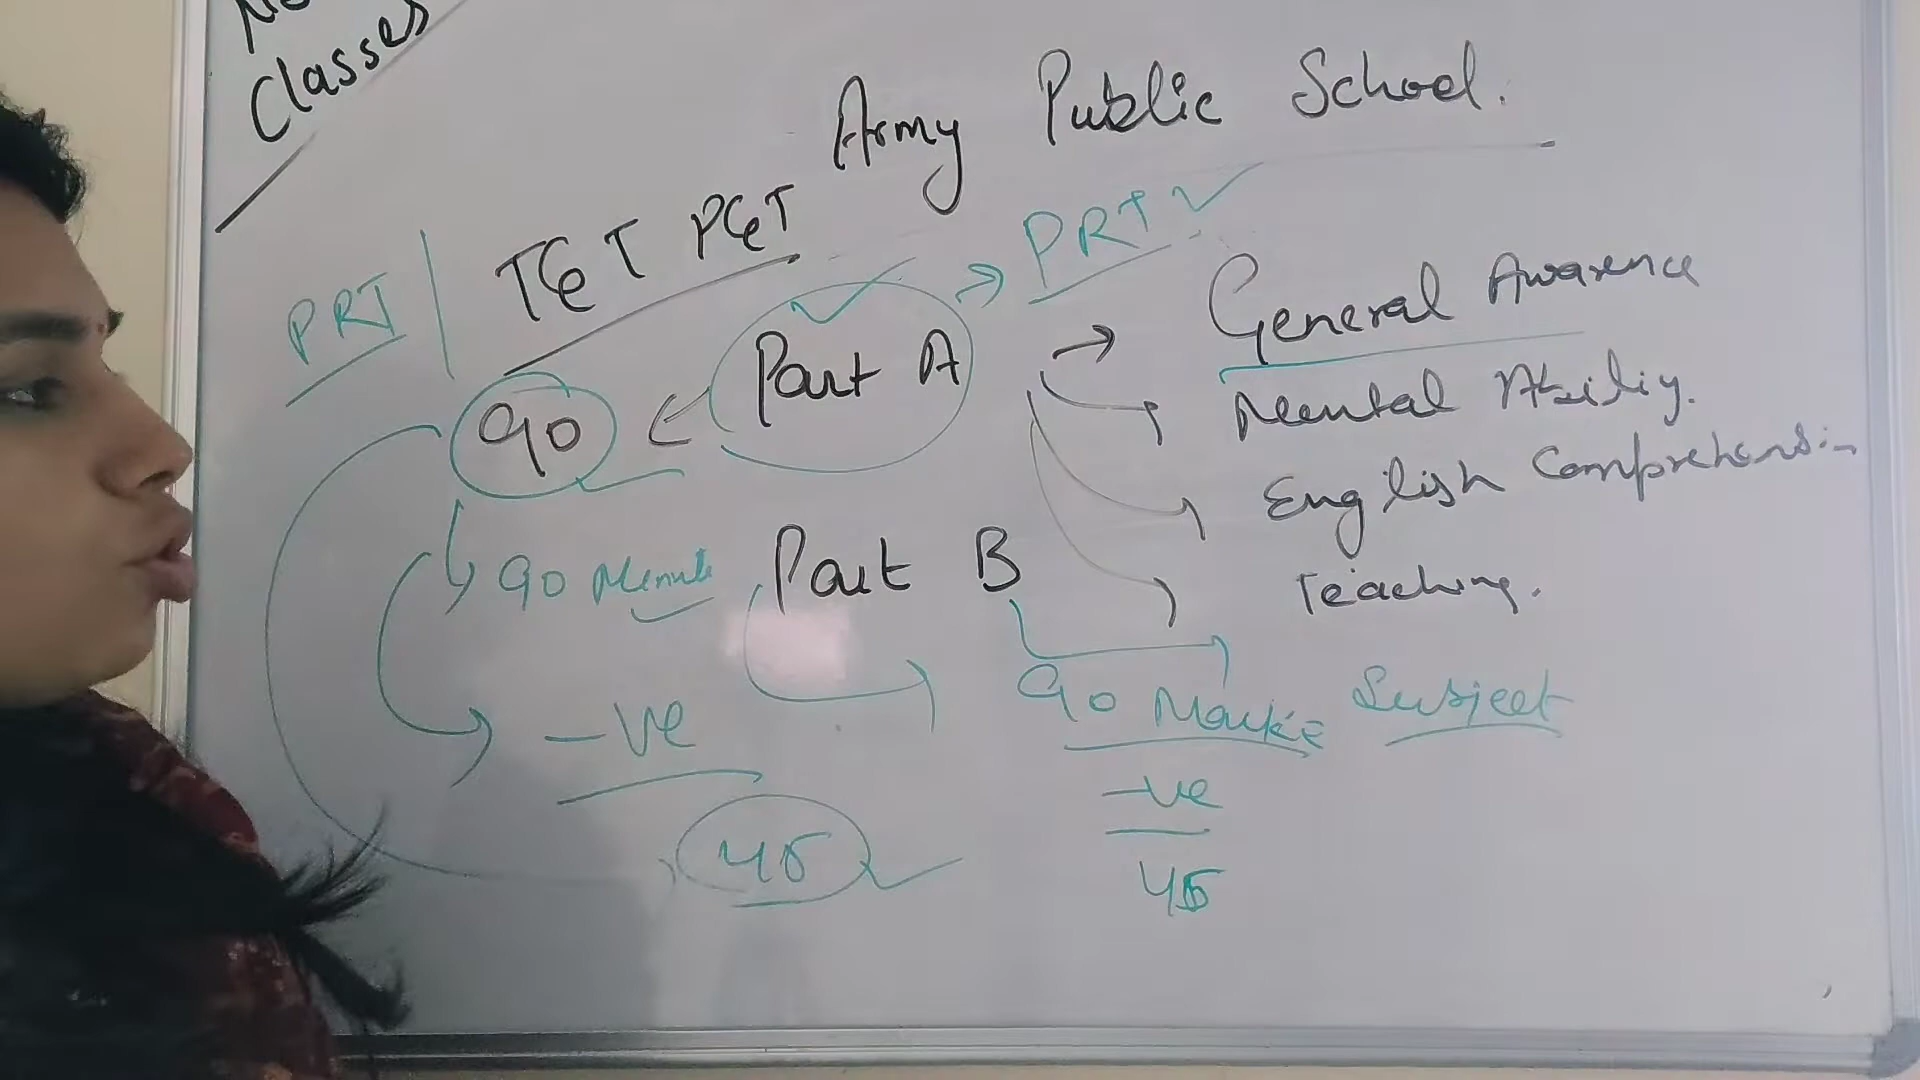 Classes
Army Public School.
PRT | TGT PGT
PRT ✓
90 ← Part A → General Awarence
Mental Ability.
English Comprehension
Teaching.
90 Minute
Part B
90 Marks Subject
-ve
-ve
45
45